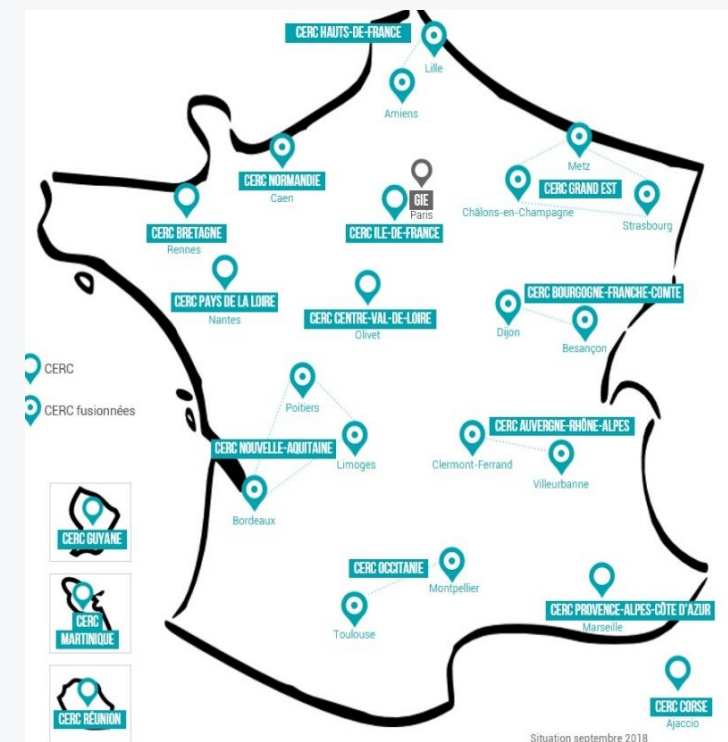 CERC HAUTS-DE-FRANCE
Lille
Amiens
CERC NORMANDIE
Caen
Metz
CERC GRAND EST
Châlons-en-Champagne
Strasbourg
GIE
Paris
CERC ILE-DE-FRANCE
CERC BRETAGNE
Rennes
CERC PAYS DE LA LOIRE
Nantes
CERC CENTRE-VAL-DE-LOIRE
Olivet
CERC BOURGOGNE-FRANCHE-COMTE
Dijon
Besançon
CERC
CERC fusionnées
Poitiers
CERC NOUVELLE-AQUITAINE
Limoges
Bordeaux
CERC AUVERGNE-RHÔNE-ALPES
Clermont-Ferrand
Villeurbanne
CERC GUYANE
CERC
MARTINIQUE
CERC RÉUNION
CERC OCCITANIE
Montpellier
Toulouse
CERC PROVENCE-ALPES-CÔTE D'AZUR
Marseille
CERC CORSE
Ajaccio
Situation septembre 2018